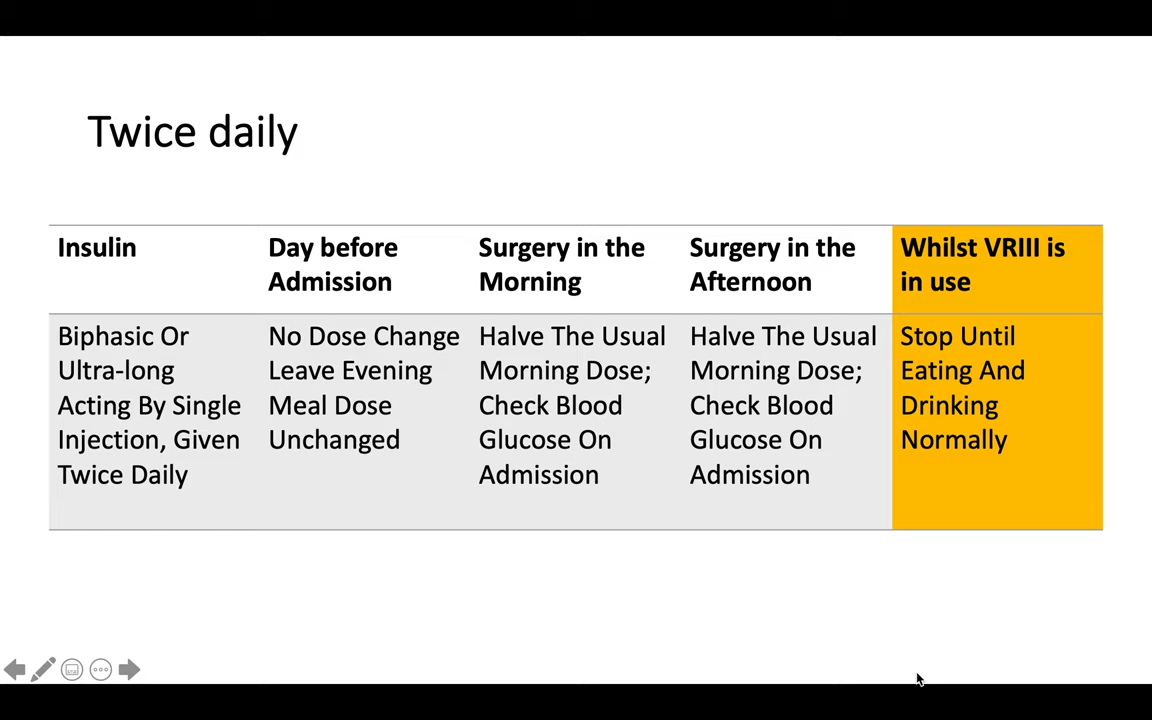 Twice daily
Insulin
Day before
Admission
Surgery in the
Morning
Surgery in the
Afternoon
Whilst VRIII is
in use
Biphasic Or
Ultra-long
Acting By Single
Injection, Given
Twice Daily
No Dose Change
Leave Evening
Meal Dose
Unchanged
Halve The Usual
Morning Dose;
Check Blood
Glucose On
Admission
Halve The Usual
Morning Dose;
Check Blood
Glucose On
Admission
Stop Until
Eating And
Drinking
Normally